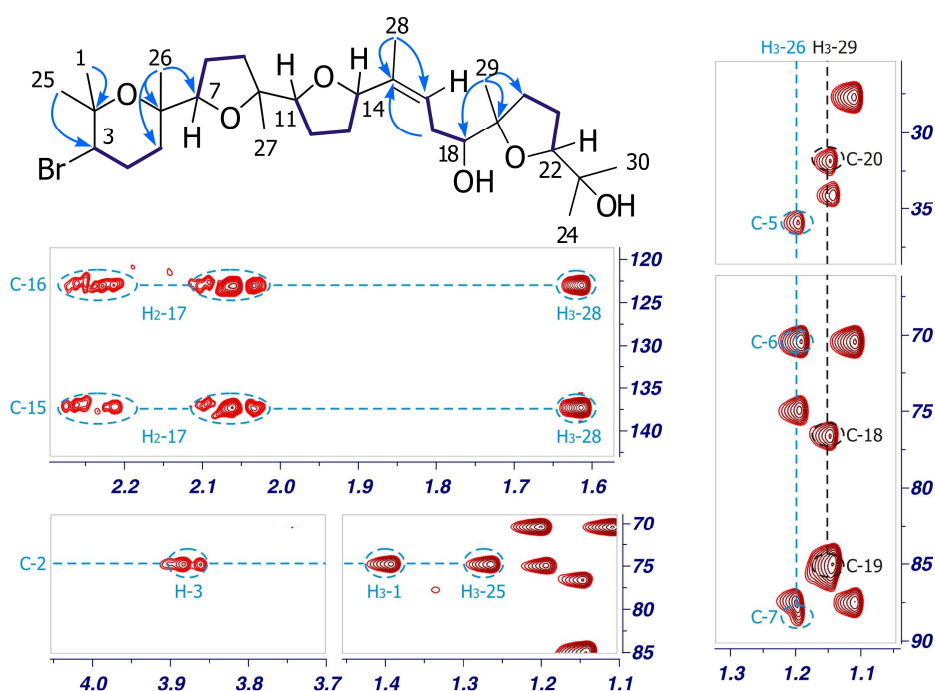 28
1
26
29
25
O
H
H
O
H
7
O
14
3
H
11
27
18
O
H
22
30
Br
OH
OH
24
H3-26 H3-29
30
C-20
35
C-5
70
C-6
75
C-18
80
85
C-19
C-7
90
1.3 1.2 1.1
120
C-16
125
H2-17
H3-28
130
135
C-15
140
H2-17
H3-28
2.2 2.1 2.0 1.9 1.8 1.7 1.6
70
C-2
75
H-3
H3-1
H3-25
80
85
4.0 3.9 3.8 3.7
1.4 1.3 1.2 1.1